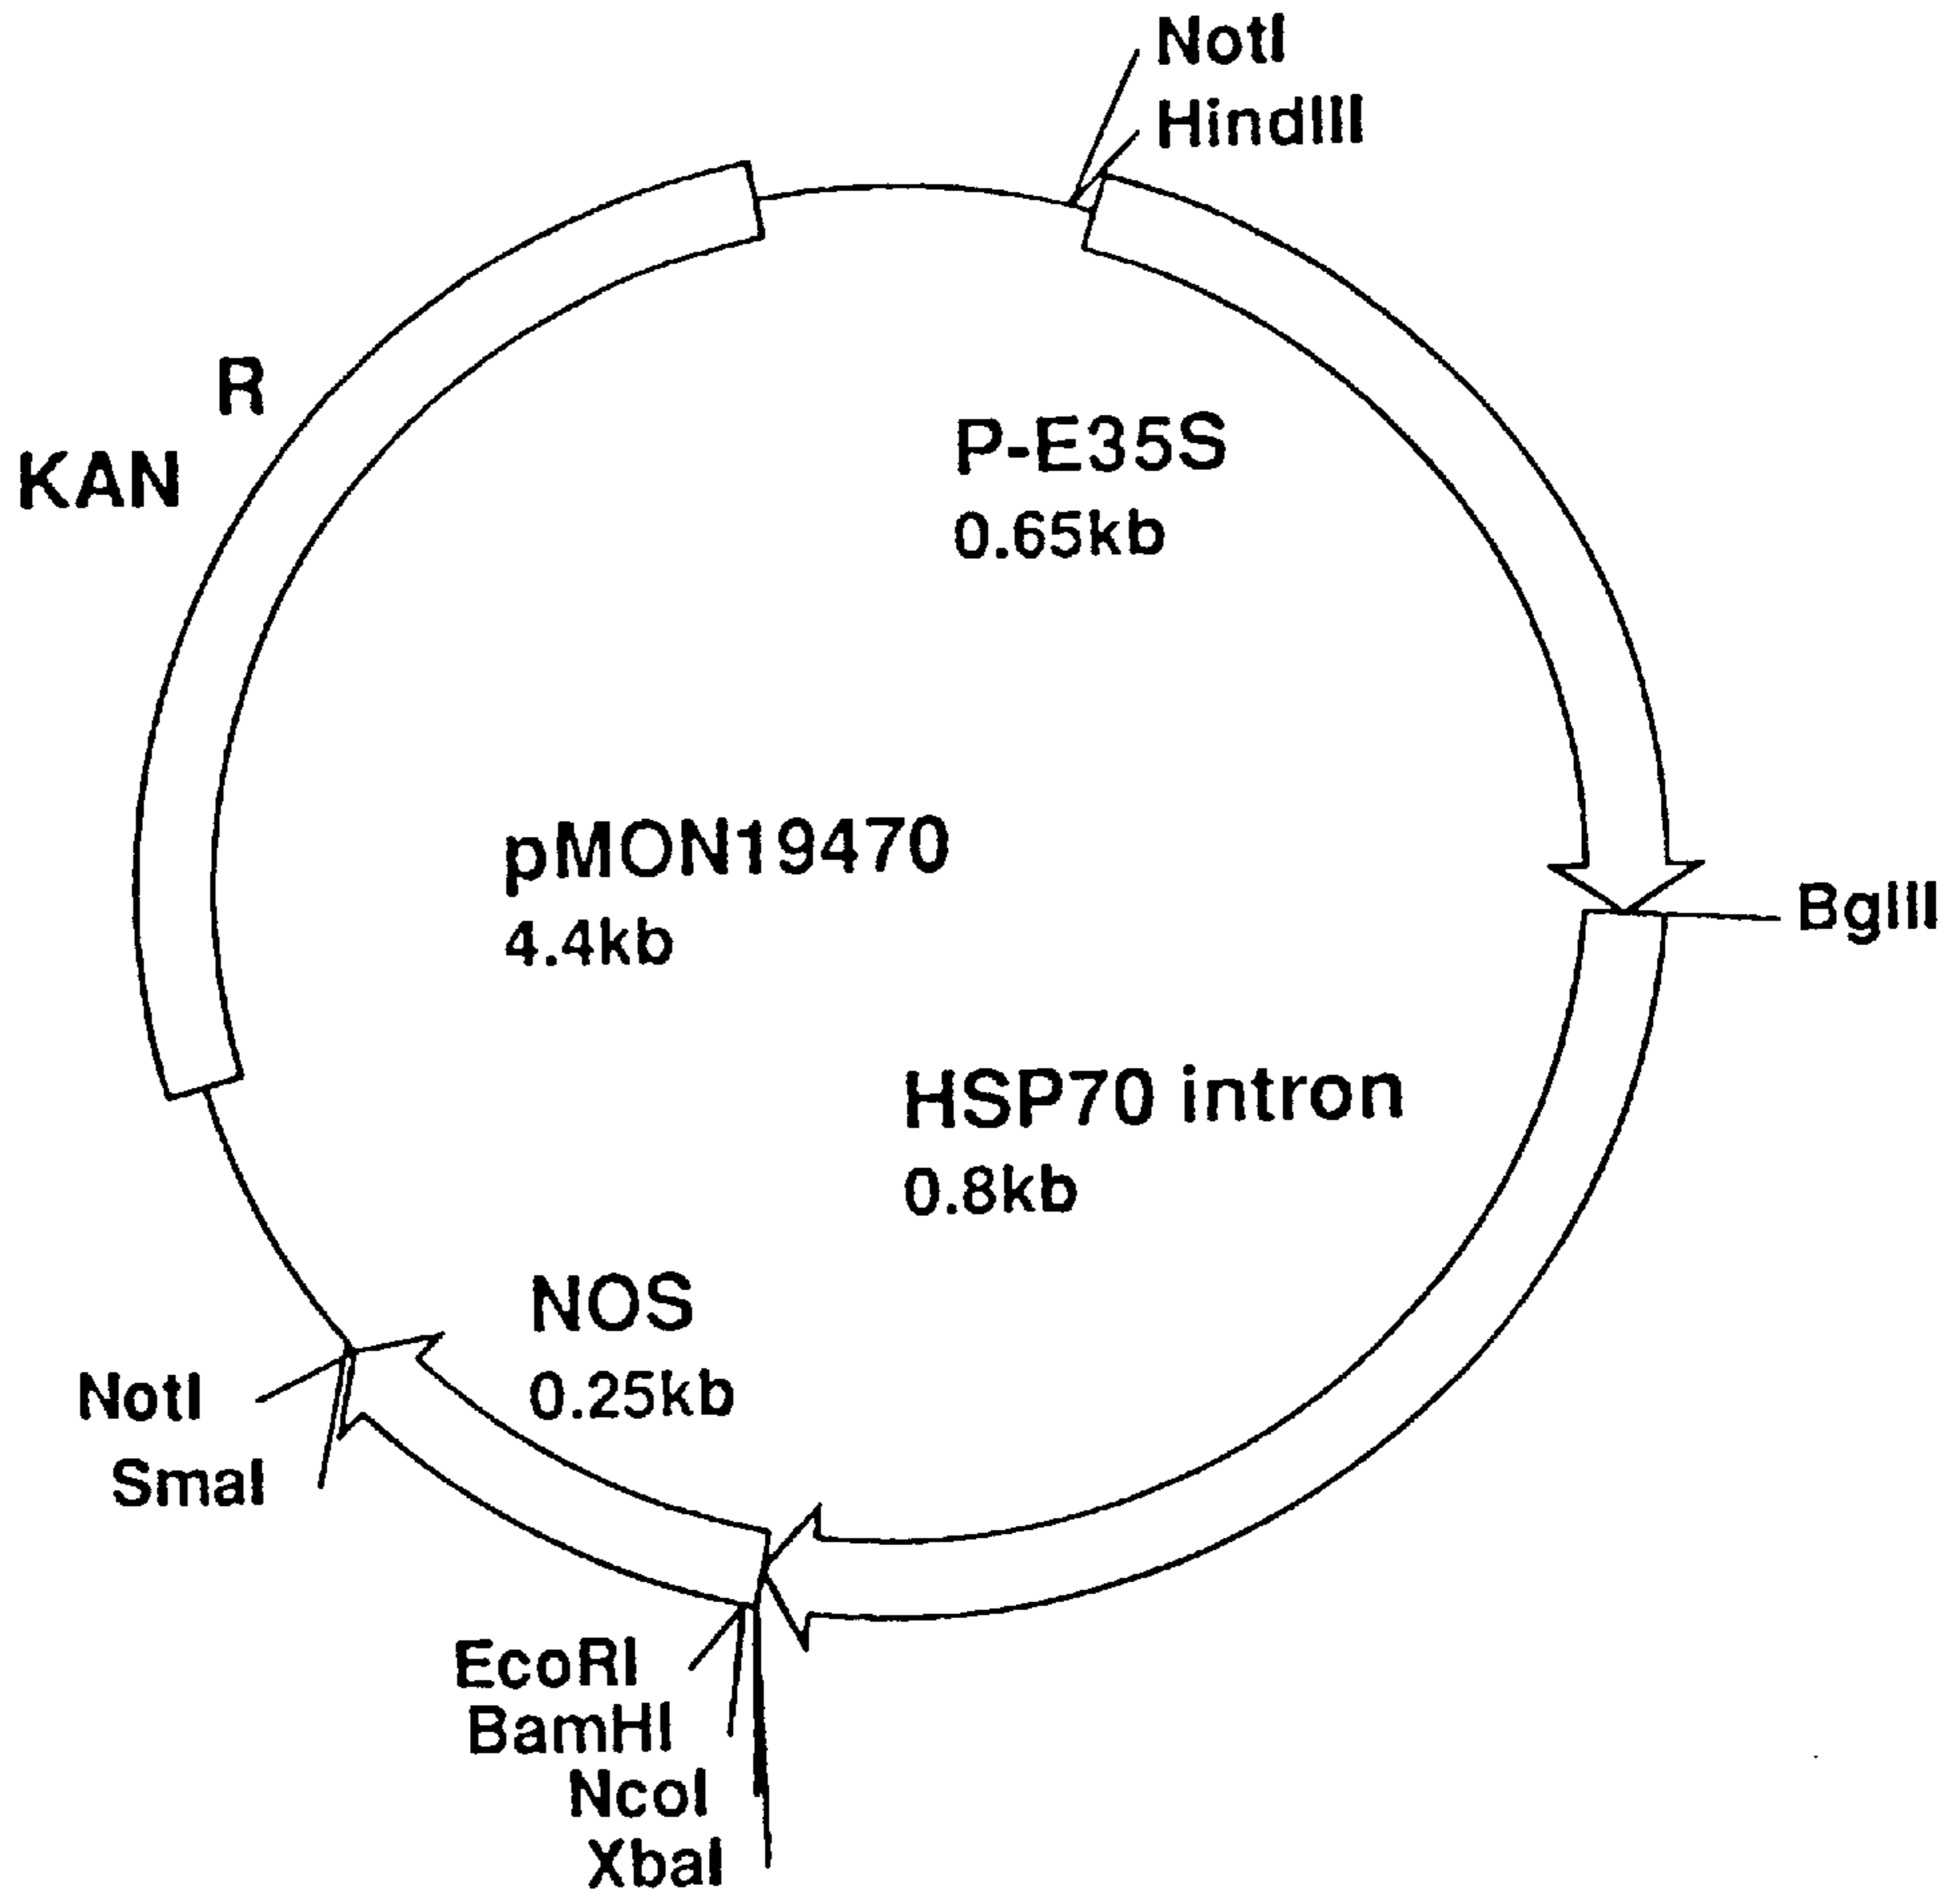 NotI
HindIII
R
KAN
P-E35S
0.65kb
pMON19470
4.4kb
BglII
HSP70 intron
0.8kb
NOS
0.25kb
NotI
SmaI
EcoRI
BamHI
NcoI
XbaI